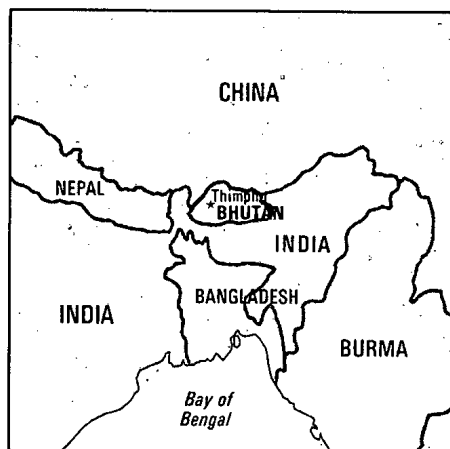 CHINA
NEPAL
Thimphu
BHUTAN
INDIA
BANGLADESH
INDIA
BURMA
Bay of
Bengal